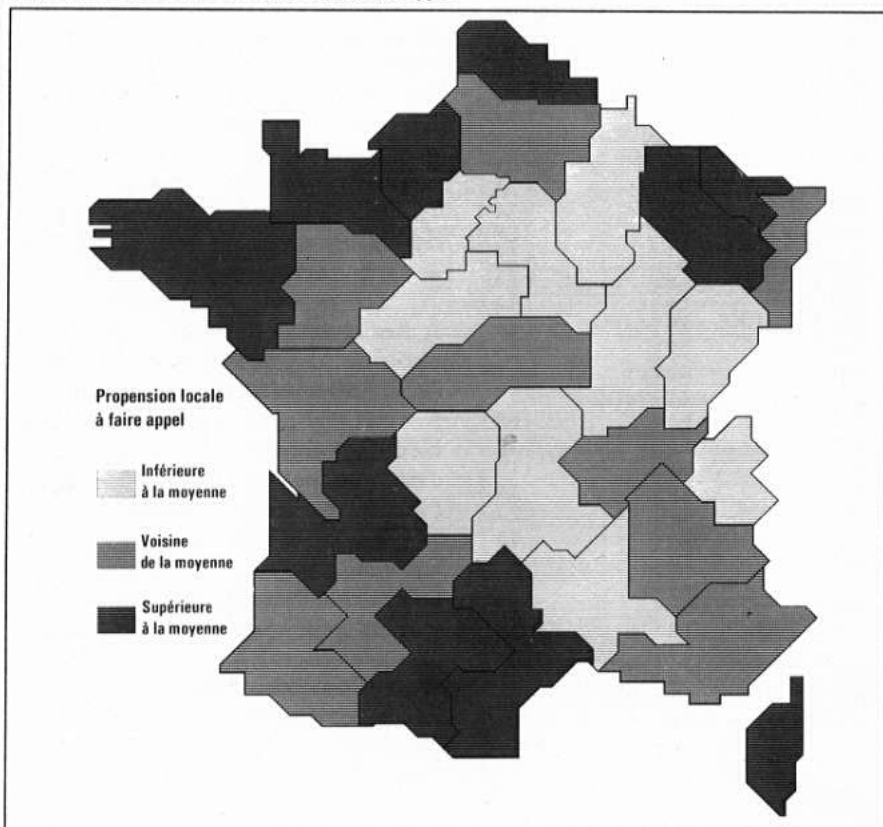 Propension locale
à faire appel
Inférieure
à la moyenne
Voisine
de la moyenne
Supérieure
à la moyenne